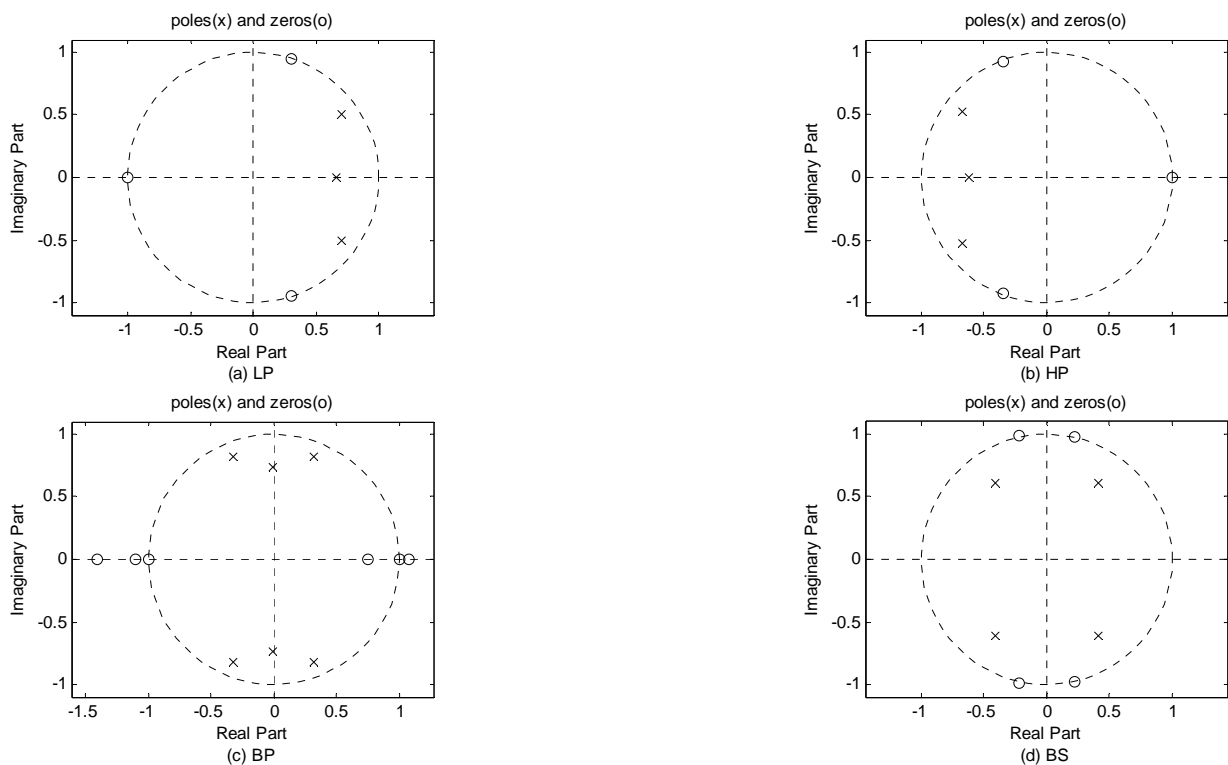 poles(x) and zeros(o)
1
0.5
0
-0.5
-1
-1 -0.5 0 0.5 1
Imaginary Part
Real Part
(a) LP
poles(x) and zeros(o)
1
0.5
0
-0.5
-1
-1 -0.5 0 0.5 1
Imaginary Part
Real Part
(b) HP
poles(x) and zeros(o)
1
0.5
0
-0.5
-1
-1.5 -1 -0.5 0 0.5 1
Imaginary Part
Real Part
(c) BP
poles(x) and zeros(o)
1
0.5
0
-0.5
-1
-1 -0.5 0 0.5 1
Imaginary Part
Real Part
(d) BS